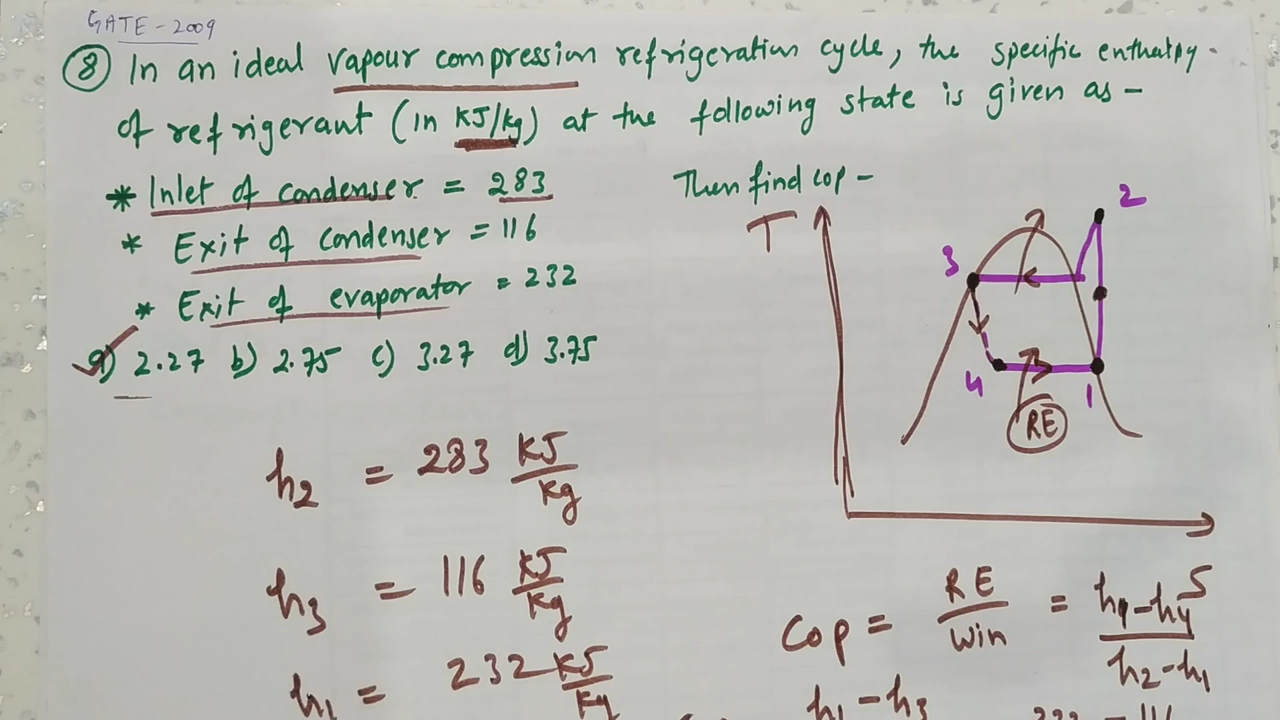 GATE-2009
⑧ In an ideal vapour compression refrigeration cycle, the specific enthalpy
of refrigerant (in KJ/kg) at the following state is given as -
* Inlet of condenser = 283
Then find cop -
* Exit of condenser = 116
* Exit of evaporator = 232
a) 2.27 b) 2.75 c) 3.27 d) 3.75
T
2
3
4
1
RE
S
h2 = 283 KJ/Kg
h3 = 116 KJ/Kg
h1 = 232 KJ/Kg
Cop = RE/Win = h1-h4/h2-h1
h1-h3
232-116